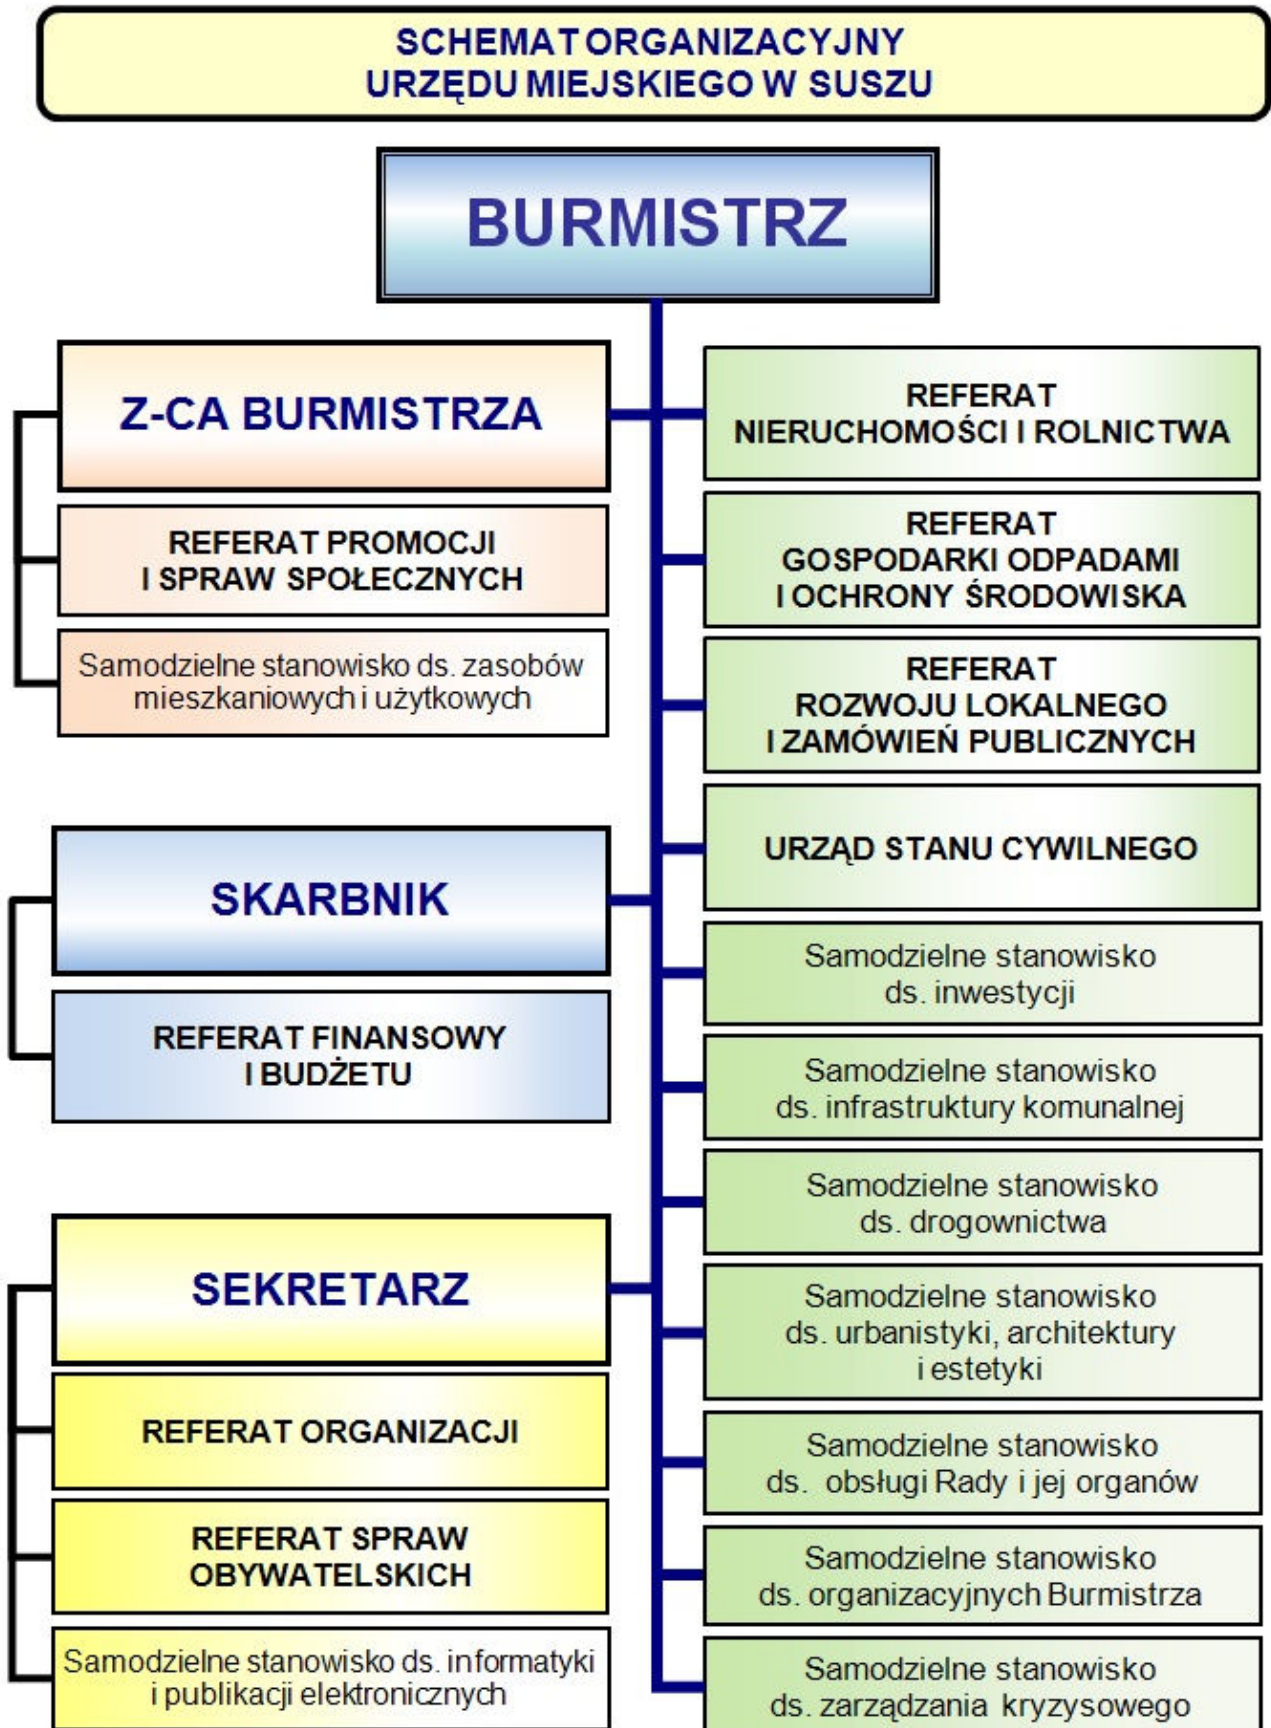 SCHEMAT ORGANIZACYJNY
URZĘDU MIEJSKIEGO W SUSZU
BURMISTRZ
Z-CA BURMISTRZA
REFERAT PROMOCJI
I SPRAW SPOŁECZNYCH
Samodzielne stanowisko ds. zasobów
mieszkaniowych i użytkowych
SKARBNIK
REFERAT FINANSOWY
I BUDŻETU
SEKRETARZ
REFERAT ORGANIZACJI
REFERAT SPRAW
OBYWATELSKICH
Samodzielne stanowisko ds. informatyki
i publikacji elektronicznych
REFERAT
NIERUCHOMOŚCI I ROLNICTWA
REFERAT
GOSPODARKI ODPADAMI
I OCHRONY ŚRODOWISKA
REFERAT
ROZWOJU LOKALNEGO
I ZAMÓWIEŃ PUBLICZNYCH
URZĄD STANU CYWILNEGO
Samodzielne stanowisko
ds. inwestycji
Samodzielne stanowisko
ds. infrastruktury komunalnej
Samodzielne stanowisko
ds. drogownictwa
Samodzielne stanowisko
ds. urbanistyki, architektury
i estetyki
Samodzielne stanowisko
ds. obsługi Rady i jej organów
Samodzielne stanowisko
ds. organizacyjnych Burmistrza
Samodzielne stanowisko
ds. zarządzania kryzysowego